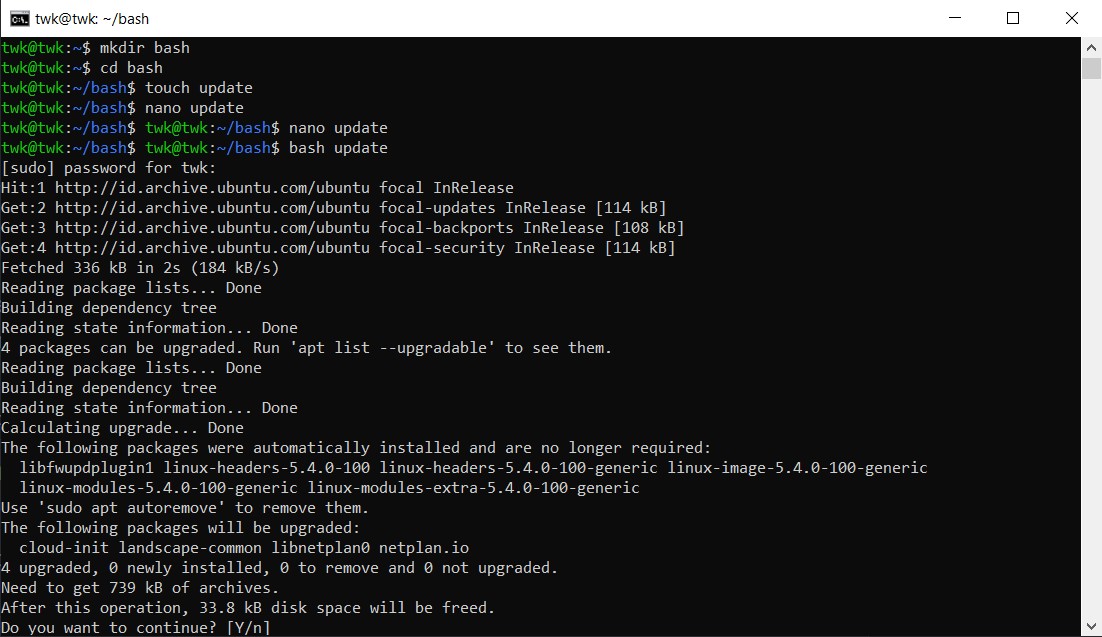 twk@twk: ~/bash
twk@twk:~$ mkdir bash
twk@twk:~$ cd bash
twk@twk:~/bash$ touch update
twk@twk:~/bash$ nano update
twk@twk:~/bash$ twk@twk:~/bash$ nano update
twk@twk:~/bash$ twk@twk:~/bash$ bash update
[sudo] password for twk:
Hit:1 http://id.archive.ubuntu.com/ubuntu focal InRelease
Get:2 http://id.archive.ubuntu.com/ubuntu focal-updates InRelease [114 kB]
Get:3 http://id.archive.ubuntu.com/ubuntu focal-backports InRelease [108 kB]
Get:4 http://id.archive.ubuntu.com/ubuntu focal-security InRelease [114 kB]
Fetched 336 kB in 2s (184 kB/s)
Reading package lists... Done
Building dependency tree
Reading state information... Done
4 packages can be upgraded. Run 'apt list --upgradable' to see them.
Reading package lists... Done
Building dependency tree
Reading state information... Done
Calculating upgrade... Done
The following packages were automatically installed and are no longer required:
  libfwupdplugin1 linux-headers-5.4.0-100 linux-headers-5.4.0-100-generic linux-image-5.4.0-100-generic
  linux-modules-5.4.0-100-generic linux-modules-extra-5.4.0-100-generic
Use 'sudo apt autoremove' to remove them.
The following packages will be upgraded:
  cloud-init landscape-common libnetplan0 netplan.io
4 upgraded, 0 newly installed, 0 to remove and 0 not upgraded.
Need to get 739 kB of archives.
After this operation, 33.8 kB disk space will be freed.
Do you want to continue? [Y/n]